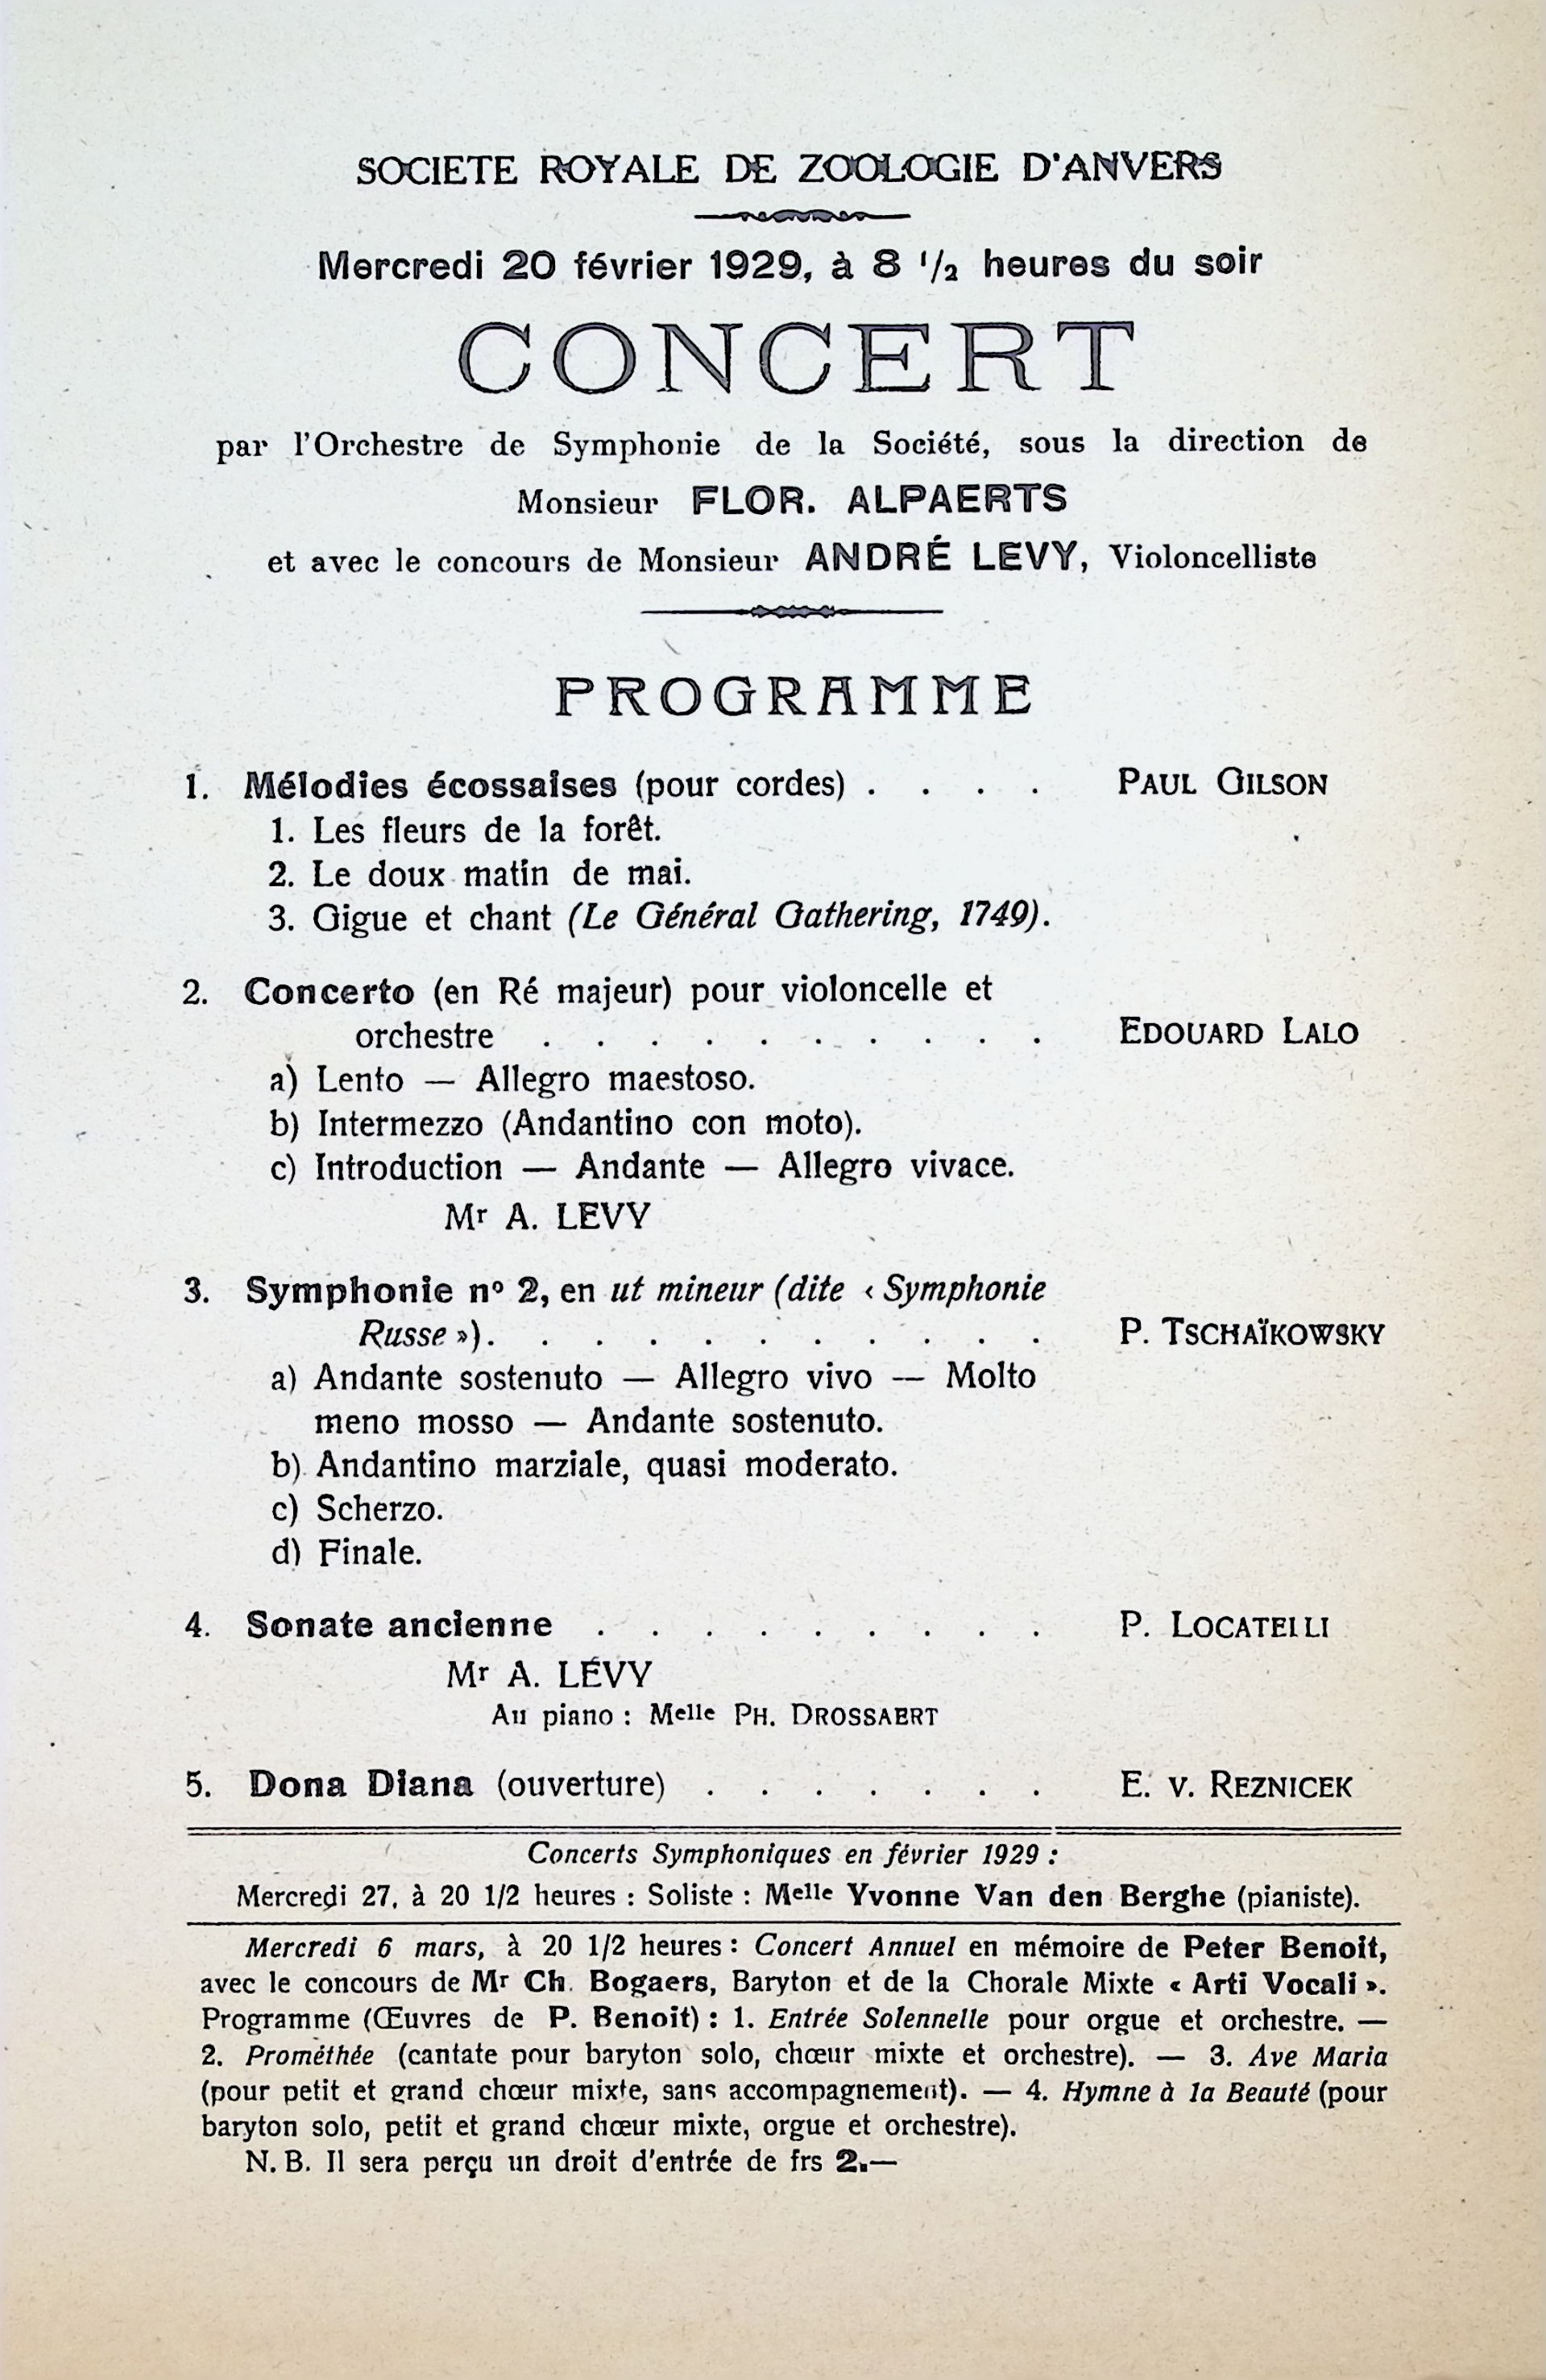 SOCIETE ROYALE DE ZOOLOGIE D'ANVERS
Mercredi 20 février 1929, à 8 1/2 heures du soir
CONCERT
par l'Orchestre de Symphonie de la Société, sous la direction de
Monsieur FLOR. ALPAERTS
et avec le concours de Monsieur ANDRÉ LEVY, Violoncelliste
PROGRAMME
1. Mélodies écossaises (pour cordes) . . . . PAUL GILSON
1. Les fleurs de la forêt.
2. Le doux matin de mai.
3. Gigue et chant (Le Général Gathering, 1749).
2. Concerto (en Ré majeur) pour violoncelle et
orchestre . . . . . . . . . . EDOUARD LALO
a) Lento — Allegro maestoso.
b) Intermezzo (Andantino con moto).
c) Introduction — Andante — Allegro vivace.
Mr A. LEVY
3. Symphonie nº 2, en ut mineur (dite ‹ Symphonie
Russe »). . . . . . . . . . . P. TSCHAÏKOWSKY
a) Andante sostenuto — Allegro vivo — Molto
meno mosso — Andante sostenuto.
b) Andantino marziale, quasi moderato.
c) Scherzo.
d) Finale.
4. Sonate ancienne . . . . . . . . . P. LOCATELLI
Mr A. LÉVY
Au piano : Melle PH. DROSSAERT
5. Dona Diana (ouverture) . . . . . . . E. v. REZNICEK
Concerts Symphoniques en février 1929 :
Mercredi 27, à 20 1/2 heures : Soliste : Melle Yvonne Van den Berghe (pianiste).
Mercredi 6 mars, à 20 1/2 heures : Concert Annuel en mémoire de Peter Benoit,
avec le concours de Mr Ch. Bogaers, Baryton et de la Chorale Mixte « Arti Vocali ».
Programme (Œuvres de P. Benoit) : 1. Entrée Solennelle pour orgue et orchestre. —
2. Prométhée (cantate pour baryton solo, chœur mixte et orchestre). — 3. Ave Maria
(pour petit et grand chœur mixte, sans accompagnement). — 4. Hymne à la Beauté (pour
baryton solo, petit et grand chœur mixte, orgue et orchestre).
N. B. Il sera perçu un droit d'entrée de frs 2.—